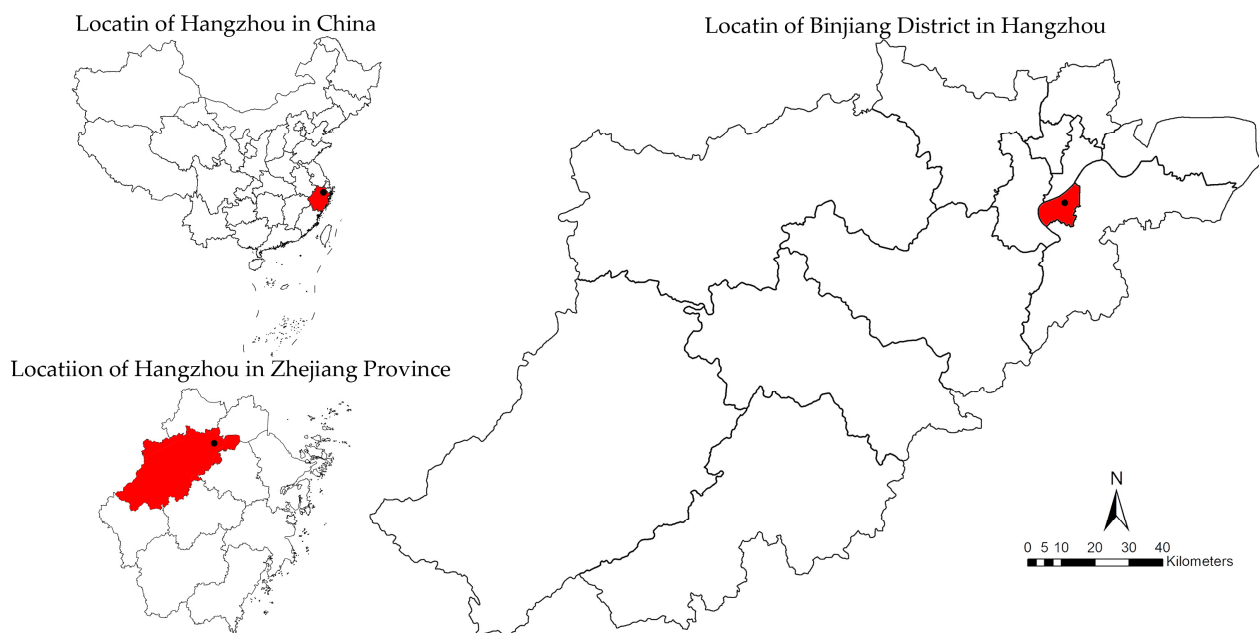 Locatin of Hangzhou in China
Locatin of Binjiang District in Hangzhou
Locatiion of Hangzhou in Zhejiang Province
N
0 5 10 20 30 40
Kilometers